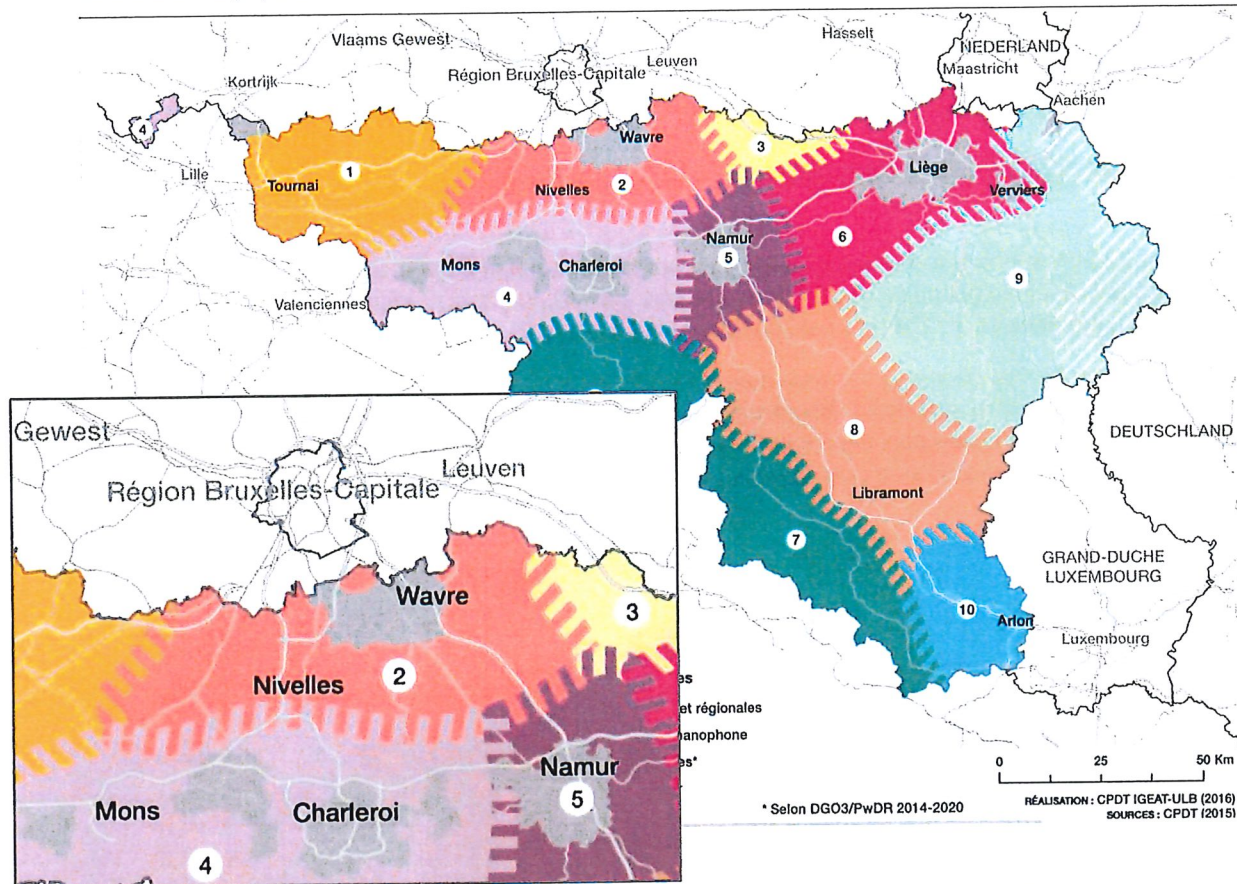 Vlaams Gewest
Hasselt
NEDERLAND
Maastricht
Région Bruxelles-Capitale
Leuven
Kortrijk
Aachen
4
Wavre
3
1
Lille
Tournai
Nivelles
2
Liège
Verviers
Namur
5
6
Mons
Charleroi
4
9
Valenciennes
8
DEUTSCHLAND
Libramont
7
GRAND-DUCHE
LUXEMBOURG
10
Arlon
Luxembourg
Gewest
Leuven
Région Bruxelles-Capitale
Wavre
3
Nivelles
2
Namur
5
Mons
Charleroi
4
es
et régionales
anophone
es*
0 25 50 Km
* Selon DGO3/PwDR 2014-2020
RÉALISATION : CPDT IGEAT-ULB (2016)
SOURCES : CPDT (2015)